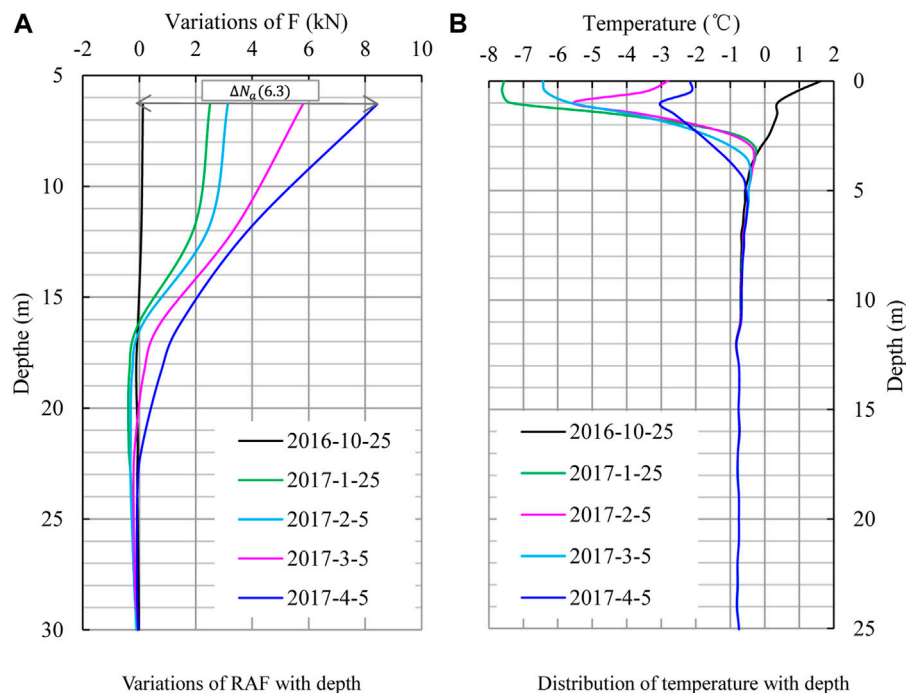 A
Variations of F (kN)
-2 0 2 4 6 8 10
5
10
15
20
25
30
Depthe (m)
ΔNₐ(6.3)
2016-10-25
2017-1-25
2017-2-5
2017-3-5
2017-4-5
Variations of RAF with depth
B
Temperature (℃)
-8 -7 -6 -5 -4 -3 -2 -1 0 1 2
0
5
10
15
20
25
Depth (m)
2016-10-25
2017-1-25
2017-2-5
2017-3-5
2017-4-5
Distribution of temperature with depth